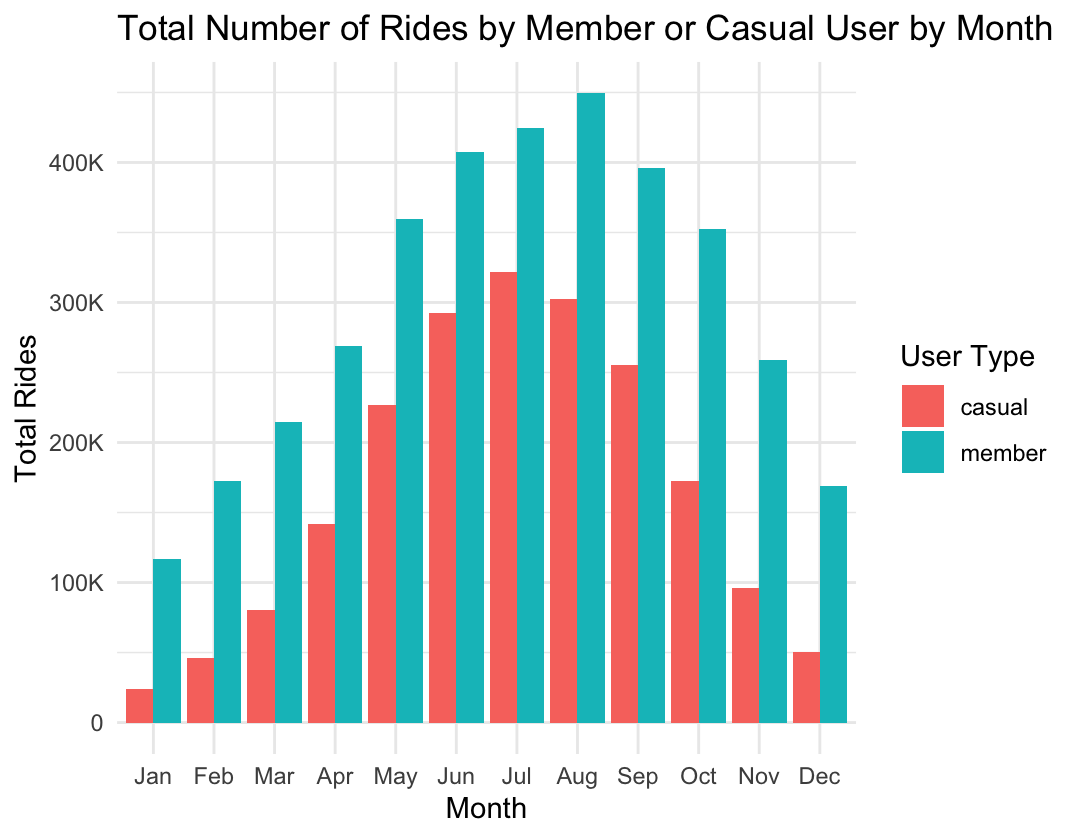 Total Number of Rides by Member or Casual User by Month
Total Rides
400K
300K
200K
100K
0
Jan Feb Mar Apr May Jun Jul Aug Sep Oct Nov Dec
Month
User Type
casual
member